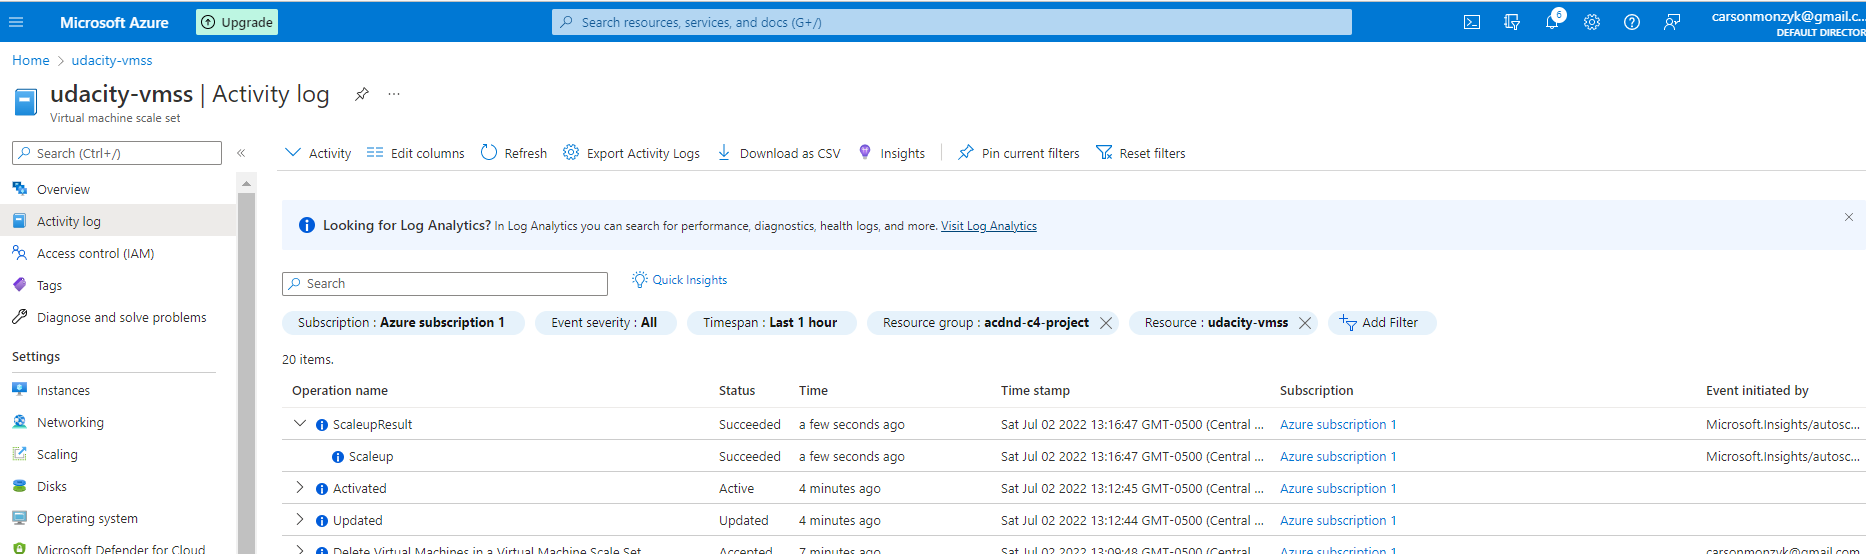 Microsoft Azure Upgrade Search resources, services, and docs (G+/) 6 carsonmonzyk@gmail.c...
DEFAULT DIRECTOR
Home > udacity-vmss
udacity-vmss | Activity log ...
Virtual machine scale set
Search (Ctrl+/) «
Activity Edit columns Refresh Export Activity Logs Download as CSV Insights Pin current filters Reset filters
Overview
Activity log
Access control (IAM)
Tags
Diagnose and solve problems
Settings
Instances
Networking
Scaling
Disks
Operating system
Microsoft Defender for Cloud
Looking for Log Analytics? In Log Analytics you can search for performance, diagnostics, health logs, and more. Visit Log Analytics
Search Quick Insights
Subscription : Azure subscription 1 Event severity : All Timespan : Last 1 hour Resource group : acdnd-c4-project Resource : udacity-vmss Add Filter
20 items.
Operation name Status Time Time stamp Subscription Event initiated by
ScaleupResult Succeeded a few seconds ago Sat Jul 02 2022 13:16:47 GMT-0500 (Central ... Azure subscription 1 Microsoft.Insights/autosc...
Scaleup Succeeded a few seconds ago Sat Jul 02 2022 13:16:47 GMT-0500 (Central ... Azure subscription 1 Microsoft.Insights/autosc...
Activated Active 4 minutes ago Sat Jul 02 2022 13:12:45 GMT-0500 (Central ... Azure subscription 1
Updated Updated 4 minutes ago Sat Jul 02 2022 13:12:44 GMT-0500 (Central ... Azure subscription 1
Delete Virtual Machines in a Virtual Machine Scale Set Accepted 7 minutes ago Sat Jul 02 2022 13:09:48 GMT-0500 (Central ... Azure subscription 1 carsonmonzyk@gmail.com